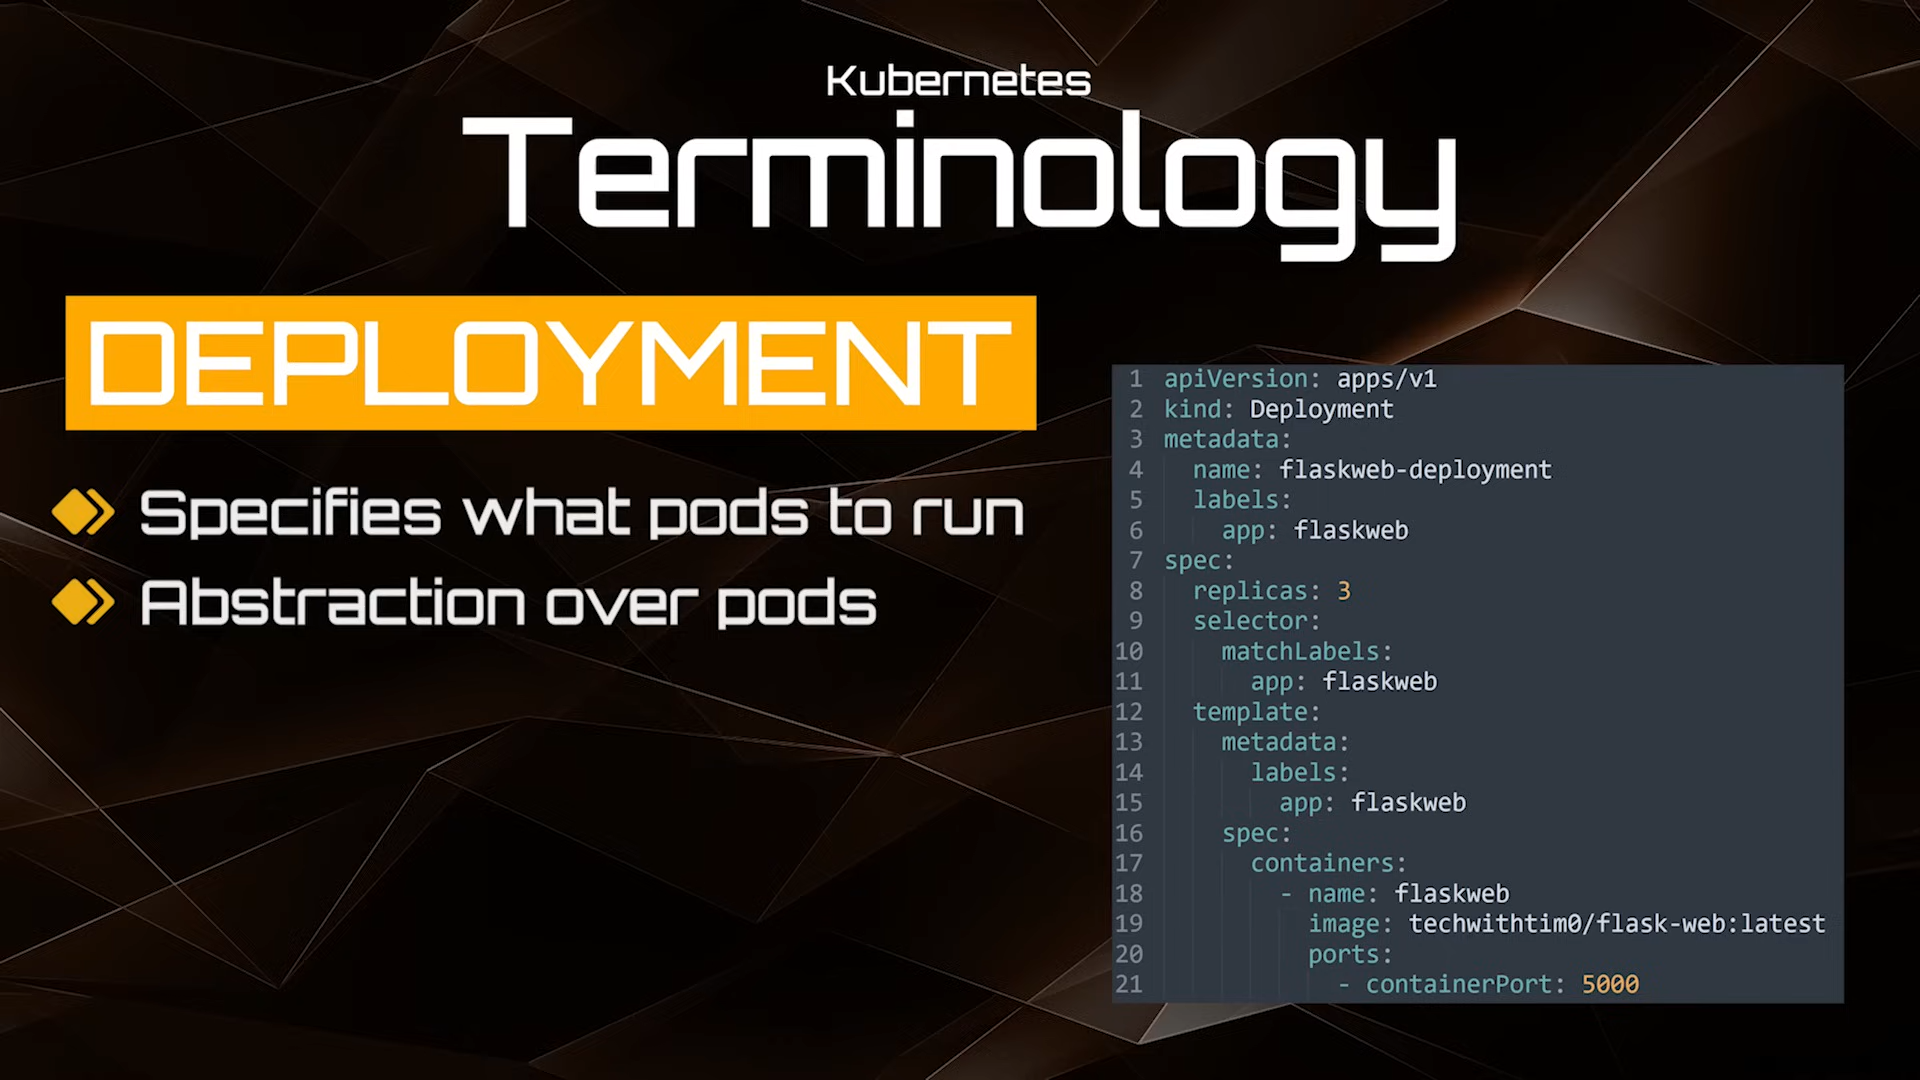 Kubernetes
Terminology
DEPLOYMENT
Specifies what pods to run
Abstraction over pods
1 apiVersion: apps/v1
2 kind: Deployment
3 metadata:
4   name: flaskweb-deployment
5   labels:
6     app: flaskweb
7 spec:
8   replicas: 3
9   selector:
10     matchLabels:
11       app: flaskweb
12   template:
13     metadata:
14       labels:
15         app: flaskweb
16     spec:
17       containers:
18         - name: flaskweb
19           image: techwithtim0/flask-web:latest
20           ports:
21             - containerPort: 5000